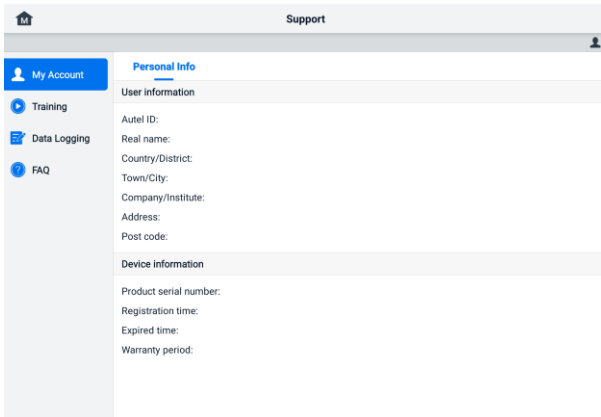 M
Support
My Account
Training
Data Logging
?
FAQ
Personal Info
User information
Autel ID:
Real name:
Country/District:
Town/City:
Company/Institute:
Address:
Post code:
Device information
Product serial number:
Registration time:
Expired time:
Warranty period: